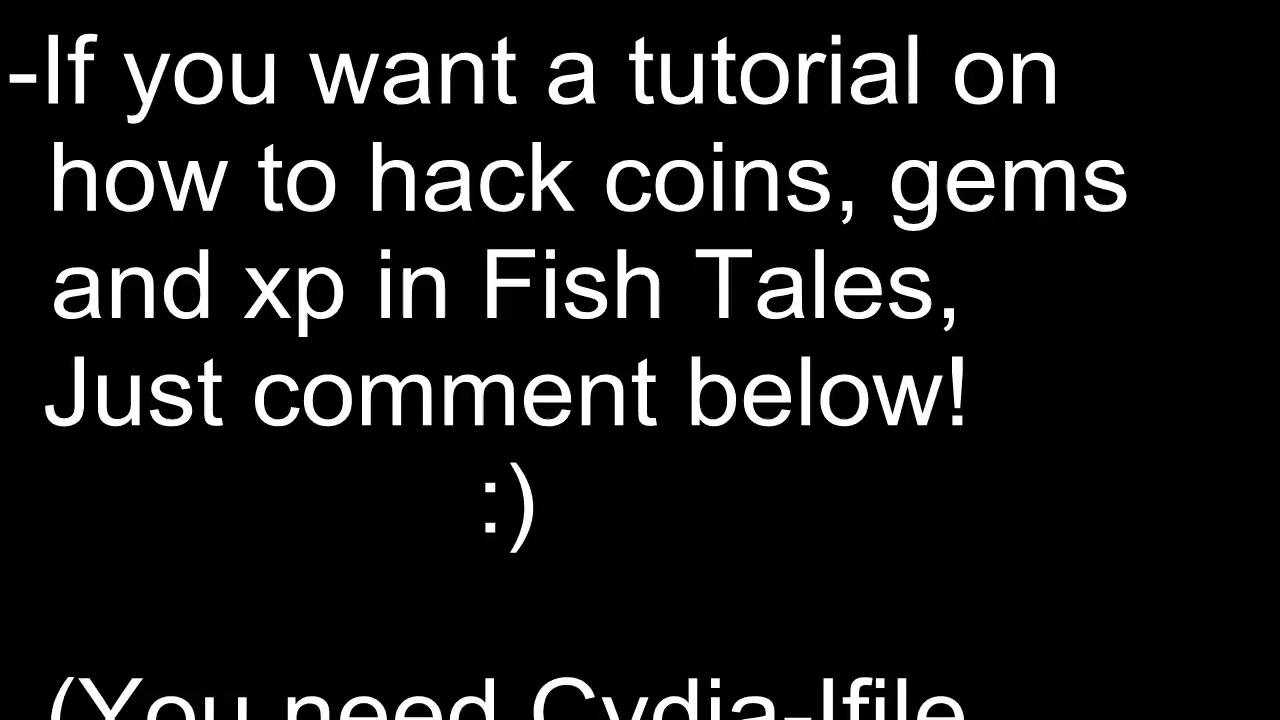 -If you want a tutorial on
how to hack coins, gems
and xp in Fish Tales,
Just comment below!
:)
(You need Cydia-Ifile